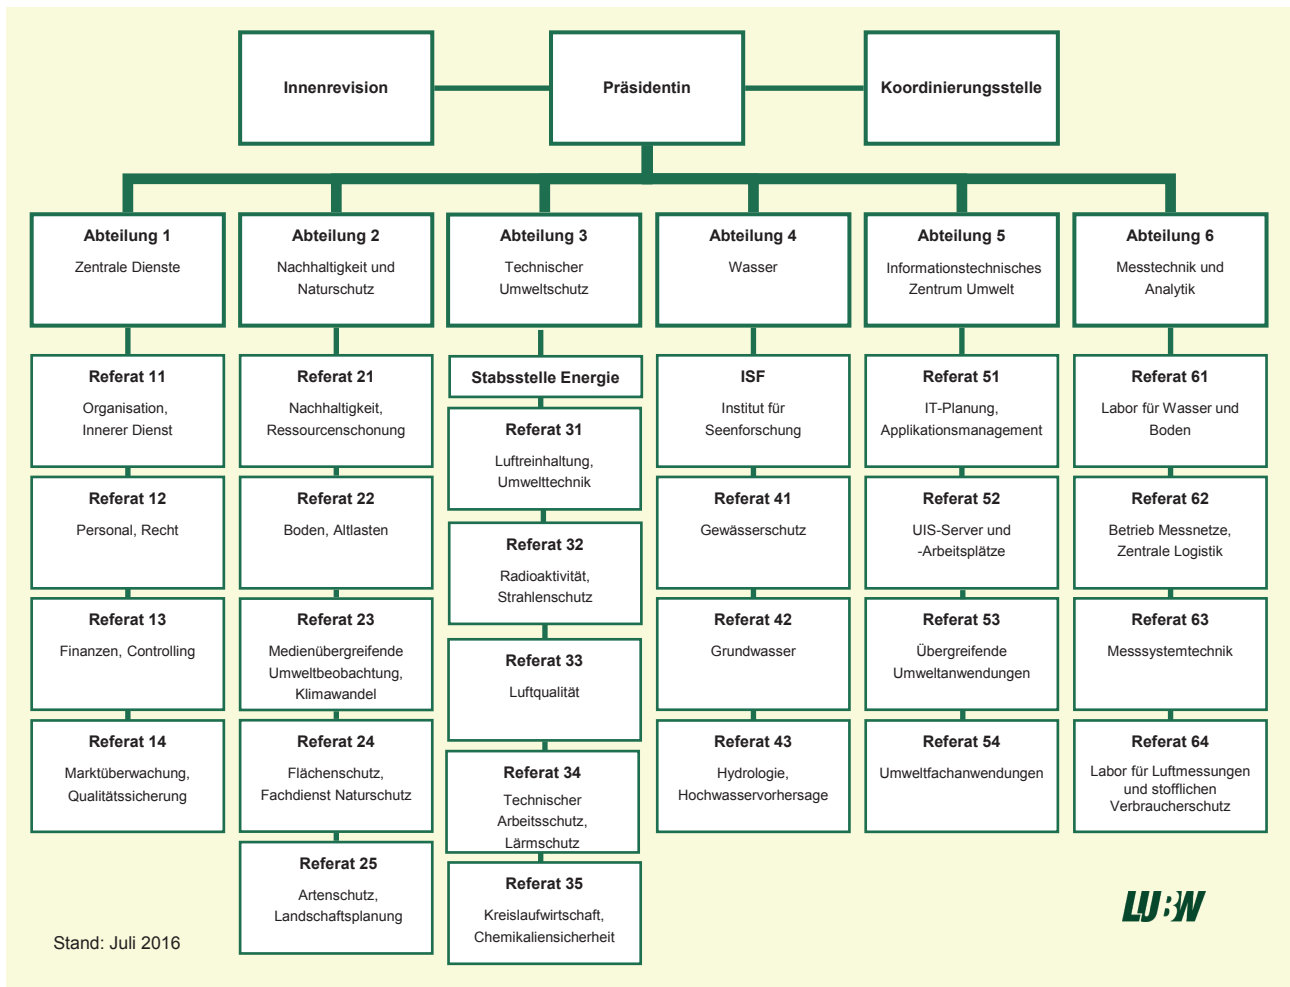 Innenrevision
Präsidentin
Koordinierungsstelle
Abteilung 1
Zentrale Dienste
Abteilung 2
Nachhaltigkeit und
Naturschutz
Abteilung 3
Technischer
Umweltschutz
Abteilung 4
Wasser
Abteilung 5
Informationstechnisches
Zentrum Umwelt
Abteilung 6
Messtechnik und
Analytik
Referat 11
Organisation,
Innerer Dienst
Referat 12
Personal, Recht
Referat 13
Finanzen, Controlling
Referat 14
Marktüberwachung,
Qualitätssicherung
Referat 21
Nachhaltigkeit,
Ressourcenschonung
Referat 22
Boden, Altlasten
Referat 23
Medienübergreifende
Umweltbeobachtung,
Klimawandel
Referat 24
Flächenschutz,
Fachdienst Naturschutz
Referat 25
Artenschutz,
Landschaftsplanung
Stabsstelle Energie
Referat 31
Luftreinhaltung,
Umwelttechnik
Referat 32
Radioaktivität,
Strahlenschutz
Referat 33
Luftqualität
Referat 34
Technischer
Arbeitsschutz,
Lärmschutz
Referat 35
Kreislaufwirtschaft,
Chemikaliensicherheit
ISF
Institut für
Seenforschung
Referat 41
Gewässerschutz
Referat 42
Grundwasser
Referat 43
Hydrologie,
Hochwasservorhersage
Referat 51
IT-Planung,
Applikationsmanagement
Referat 52
UIS-Server und
-Arbeitsplätze
Referat 53
Übergreifende
Umweltanwendungen
Referat 54
Umweltfachanwendungen
Referat 61
Labor für Wasser und
Boden
Referat 62
Betrieb Messnetze,
Zentrale Logistik
Referat 63
Messsystemtechnik
Referat 64
Labor für Luftmessungen
und stofflichen
Verbraucherschutz
Stand: Juli 2016
LUBW